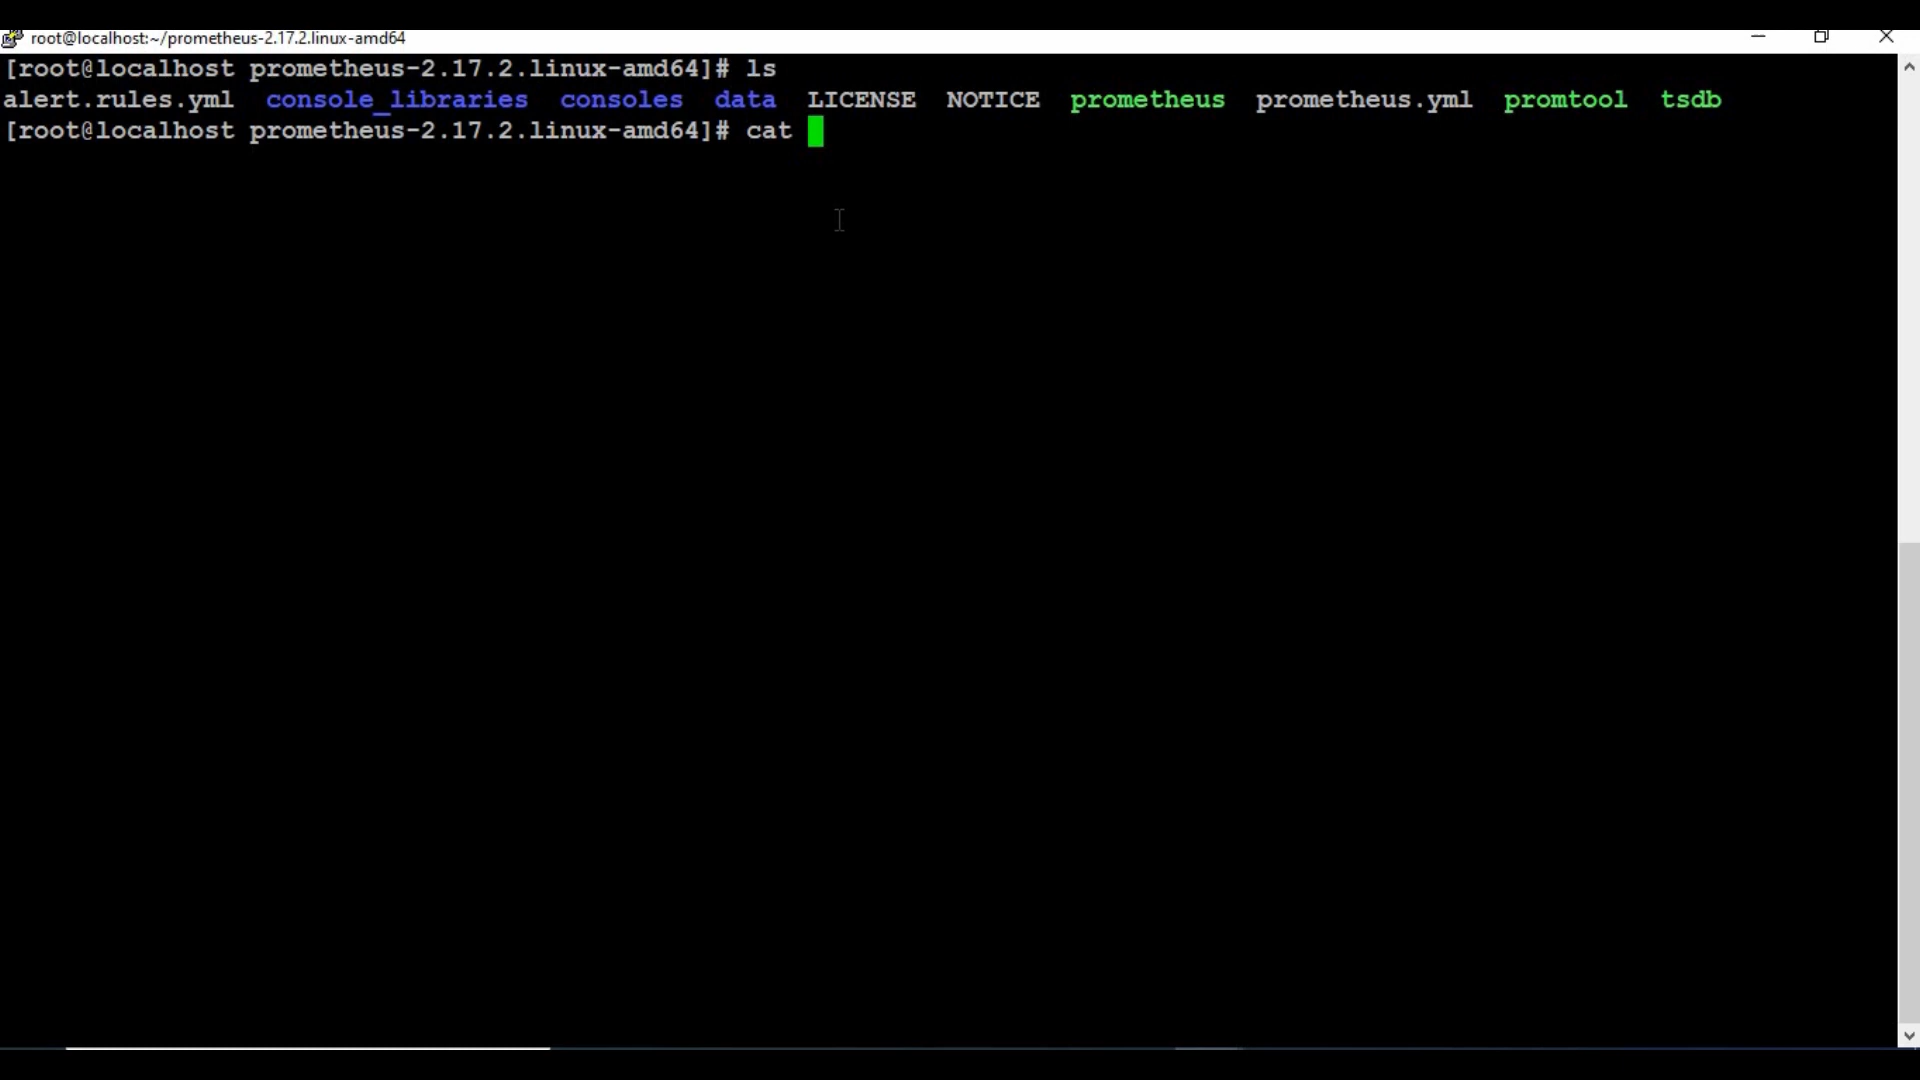 root@localhost:~/prometheus-2.17.2.linux-amd64
[root@localhost prometheus-2.17.2.linux-amd64]# ls
alert.rules.yml  console_libraries  consoles  data  LICENSE  NOTICE  prometheus  prometheus.yml  promtool  tsdb
[root@localhost prometheus-2.17.2.linux-amd64]# cat